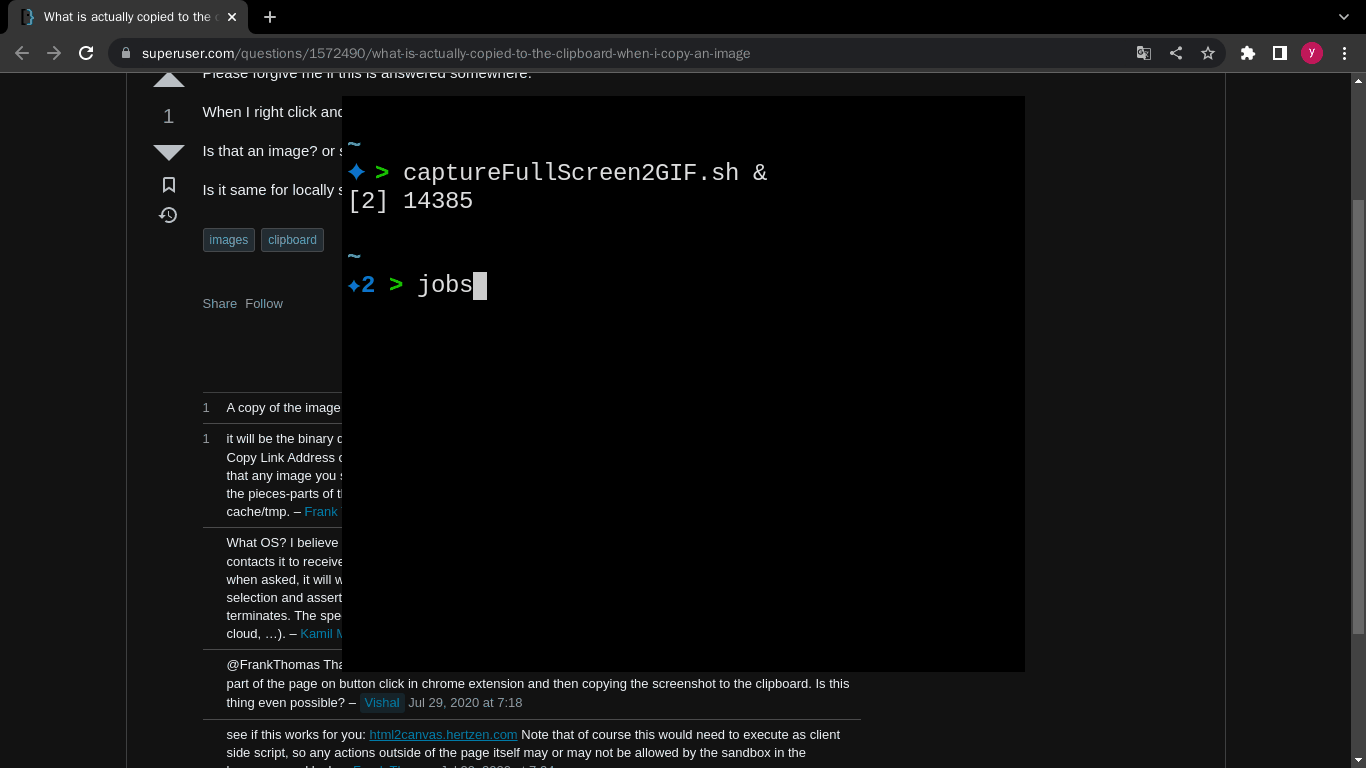 What is actually copied to the
superuser.com/questions/1572490/what-is-actually-copied-to-the-clipboard-when-i-copy-an-image
y
Please forgive me if this is answered somewhere.
1
When I right click and
Is that an image? or
Is it same for locally
images clipboard
Share Follow
~
> captureFullScreen2GIF.sh &
[2] 14385
~
✦2 > jobs
1 A copy of the image
1 it will be the binary
Copy Link Address
that any image you
the pieces-parts of
cache/tmp. – Frank
What OS? I believe
contacts it to receive
when asked, it will
selection and assert
terminates. The
cloud, …). – Kamil
@FrankThomas
part of the page on button click in chrome extension and then copying the screenshot to the clipboard. Is this
thing even possible? – Vishal Jul 29, 2020 at 7:18
see if this works for you: html2canvas.hertzen.com Note that of course this would need to execute as client
side script, so any actions outside of the page itself may or may not be allowed by the sandbox in the